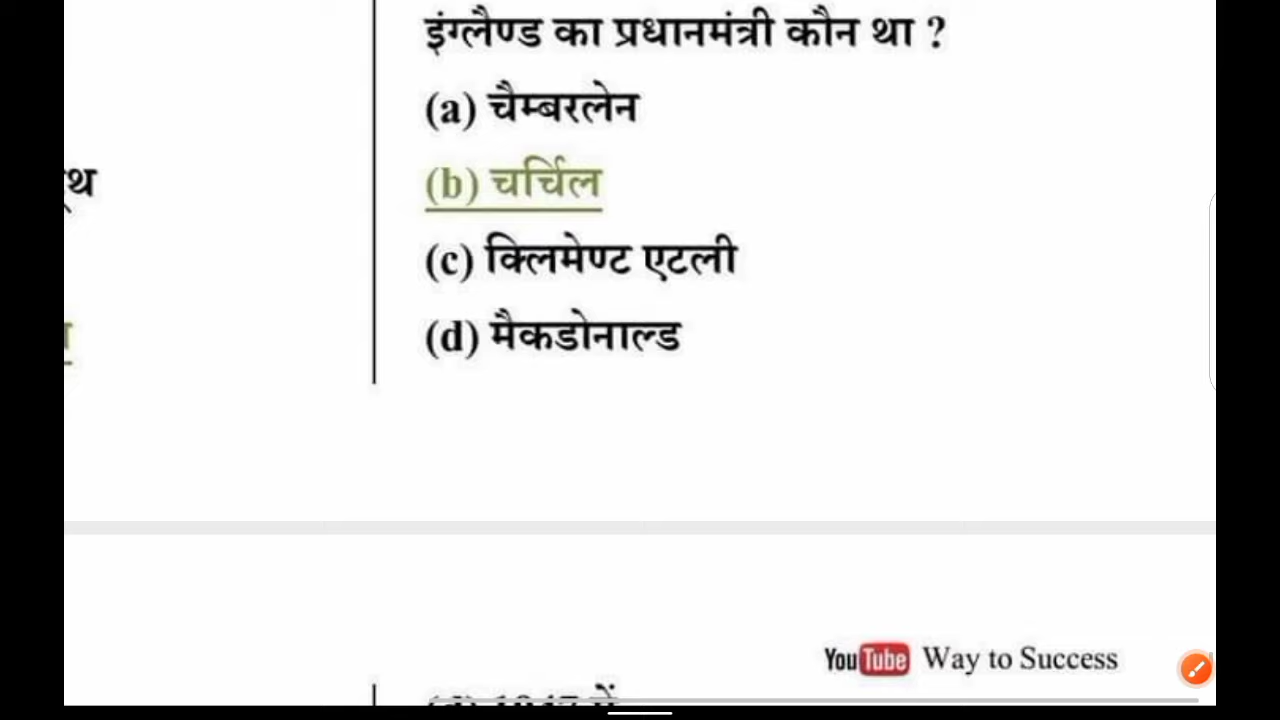 इंग्लैण्ड का प्रधानमंत्री कौन था ?
(a) चैम्बरलेन
(b) चर्चिल
(c) क्लिमेण्ट एटली
(d) मैकडोनाल्ड
YouTube Way to Success